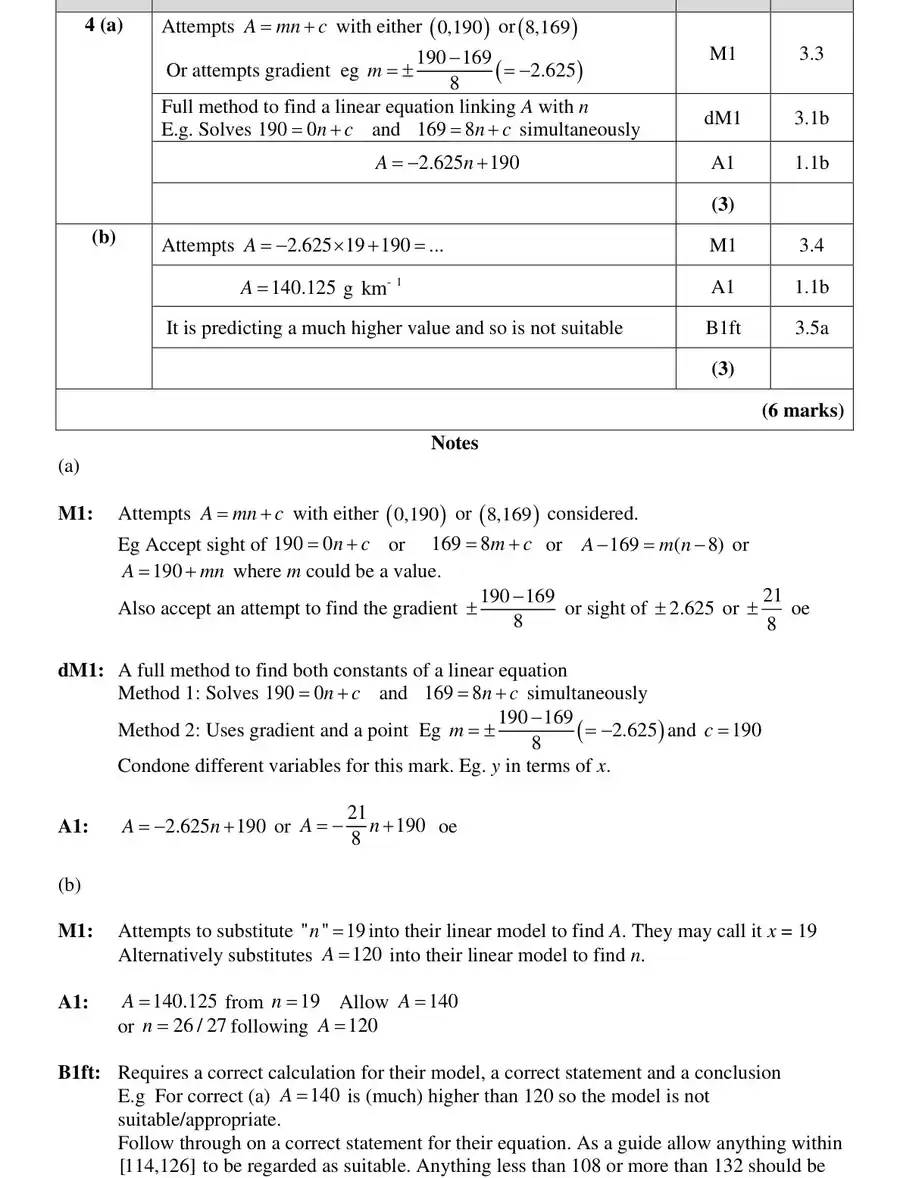 4 (a) Attempts A = mn + c with either (0,190) or (8,169)
Or attempts gradient eg m = ± (190 − 169)/8 (= −2.625) M1 3.3
Full method to find a linear equation linking A with n
E.g. Solves 190 = 0n + c and 169 = 8n + c simultaneously dM1 3.1b
A = −2.625n + 190 A1 1.1b
(3)
(b) Attempts A = −2.625 × 19 + 190 = ... M1 3.4
A = 140.125 g km⁻¹ A1 1.1b
It is predicting a much higher value and so is not suitable B1ft 3.5a
(3)
(6 marks)
Notes
(a)
M1: Attempts A = mn + c with either (0,190) or (8,169) considered.
Eg Accept sight of 190 = 0n + c or 169 = 8m + c or A − 169 = m(n − 8) or
A = 190 + mn where m could be a value.
Also accept an attempt to find the gradient ± (190 − 169)/8 or sight of ± 2.625 or ± 21/8 oe
dM1: A full method to find both constants of a linear equation
Method 1: Solves 190 = 0n + c and 169 = 8n + c simultaneously
Method 2: Uses gradient and a point Eg m = ± (190 − 169)/8 (= −2.625) and c = 190
Condone different variables for this mark. Eg. y in terms of x.
A1: A = −2.625n + 190 or A = − 21/8 n + 190 oe
(b)
M1: Attempts to substitute "n" = 19 into their linear model to find A. They may call it x = 19
Alternatively substitutes A = 120 into their linear model to find n.
A1: A = 140.125 from n = 19 Allow A = 140
or n = 26 / 27 following A = 120
B1ft: Requires a correct calculation for their model, a correct statement and a conclusion
E.g For correct (a) A = 140 is (much) higher than 120 so the model is not
suitable/appropriate.
Follow through on a correct statement for their equation. As a guide allow anything within
[114,126] to be regarded as suitable. Anything less than 108 or more than 132 should be